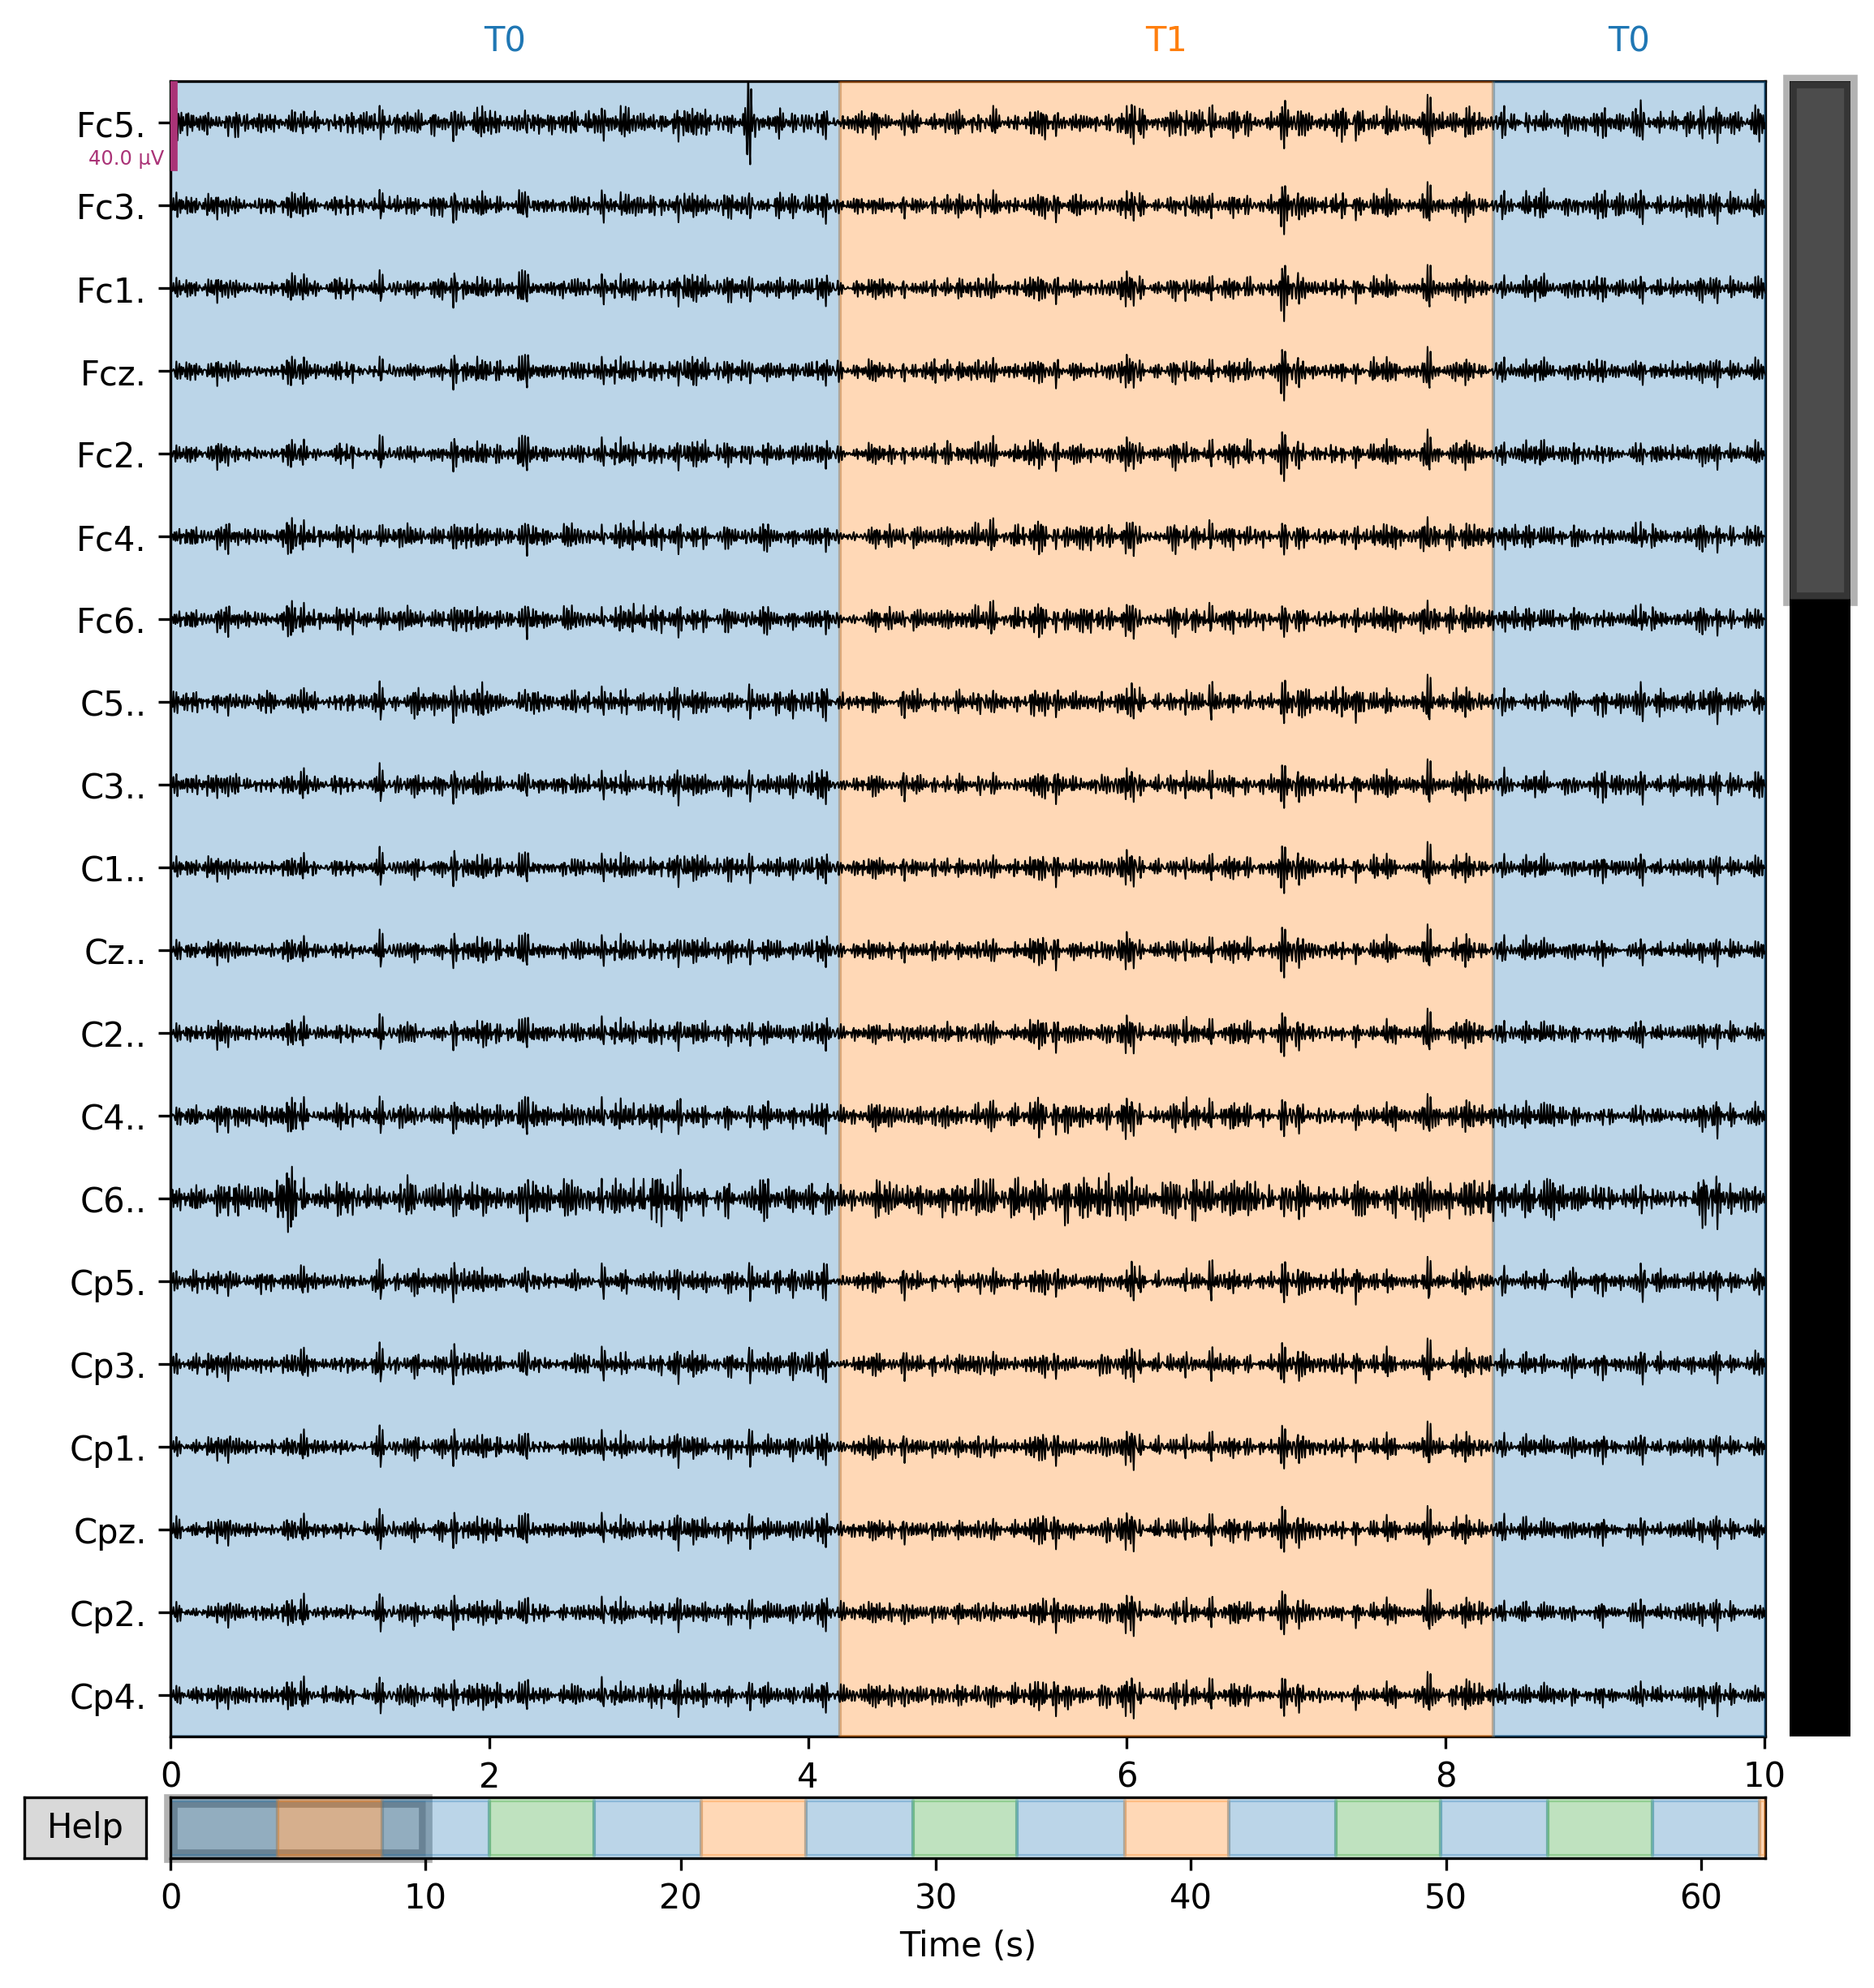 T0 T1 T0
Fc5.
40.0 µV
Fc3.
Fc1.
Fcz.
Fc2.
Fc4.
Fc6.
C5..
C3..
C1..
Cz..
C2..
C4..
C6..
Cp5.
Cp3.
Cp1.
Cpz.
Cp2.
Cp4.
0 2 4 6 8 10
Help
0 10 20 30 40 50 60
Time (s)